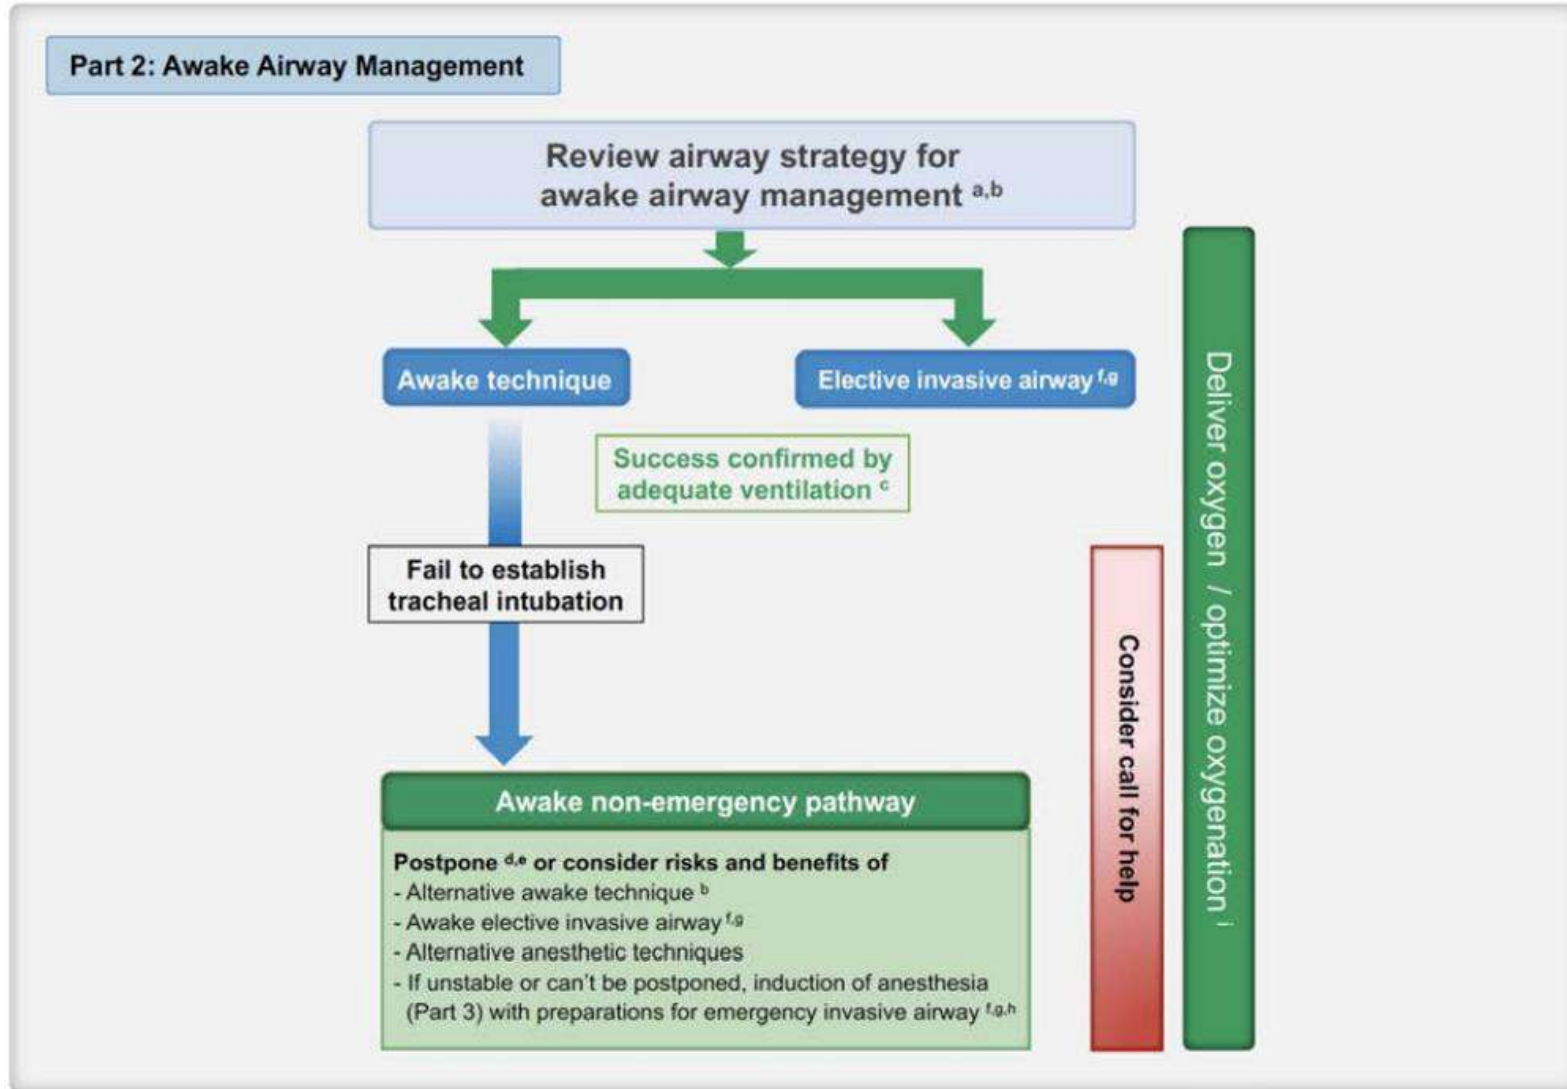 Part 2: Awake Airway Management
Review airway strategy for
awake airway management a,b
Awake technique
Elective invasive airway f,g
Success confirmed by
adequate ventilation c
Fail to establish
tracheal intubation
Awake non-emergency pathway
Postpone d,e or consider risks and benefits of
- Alternative awake technique b
- Awake elective invasive airway f,g
- Alternative anesthetic techniques
- If unstable or can't be postponed, induction of anesthesia
(Part 3) with preparations for emergency invasive airway f,g,h
Consider call for help
Deliver oxygen / optimize oxygenation i